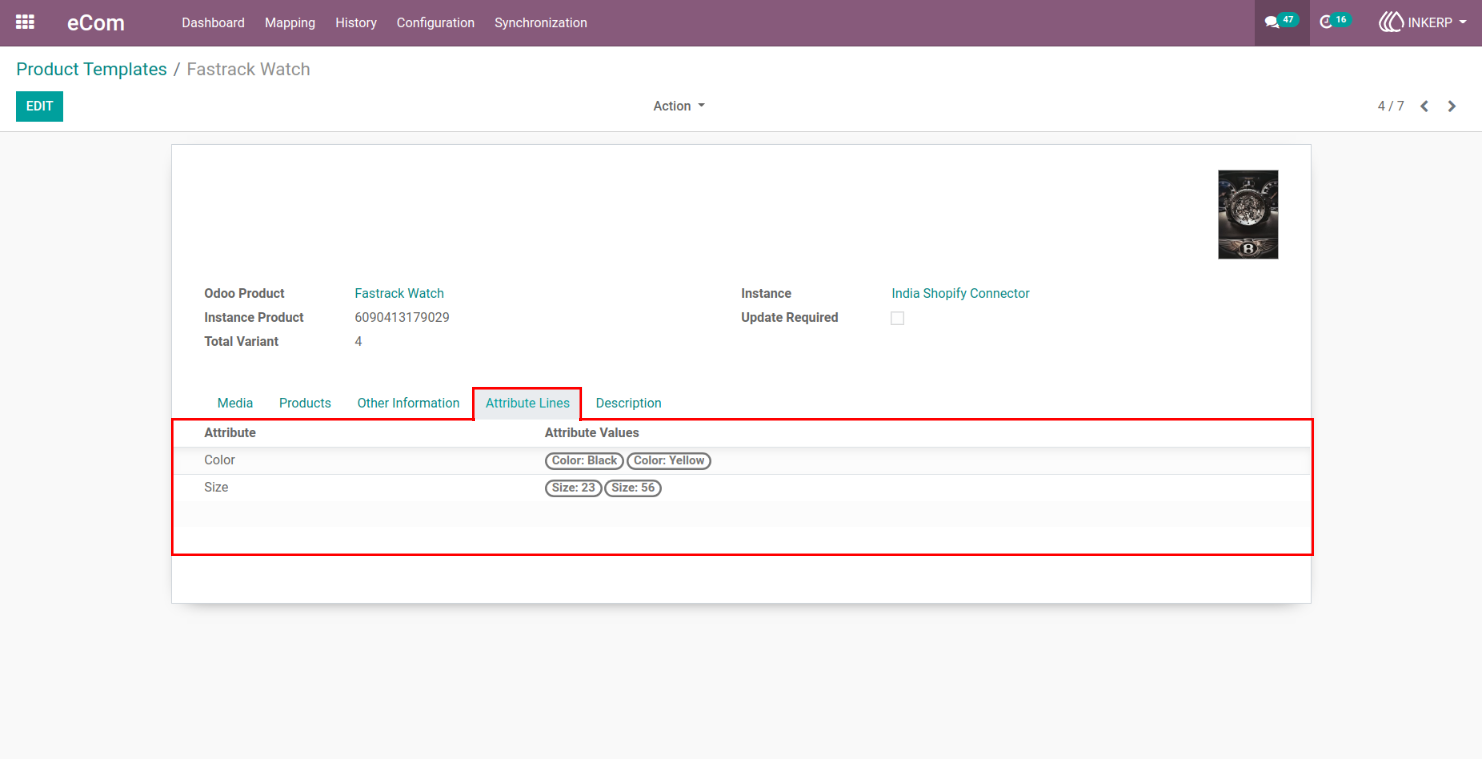 eCom Dashboard Mapping History Configuration Synchronization 47 16 INKERP
Product Templates / Fastrack Watch
EDIT Action 4 / 7
B
Odoo Product Fastrack Watch Instance India Shopify Connector
Instance Product 6090413179029 Update Required
Total Variant 4
Media Products Other Information Attribute Lines Description
Attribute Attribute Values
Color Color: Black Color: Yellow
Size Size: 23 Size: 56